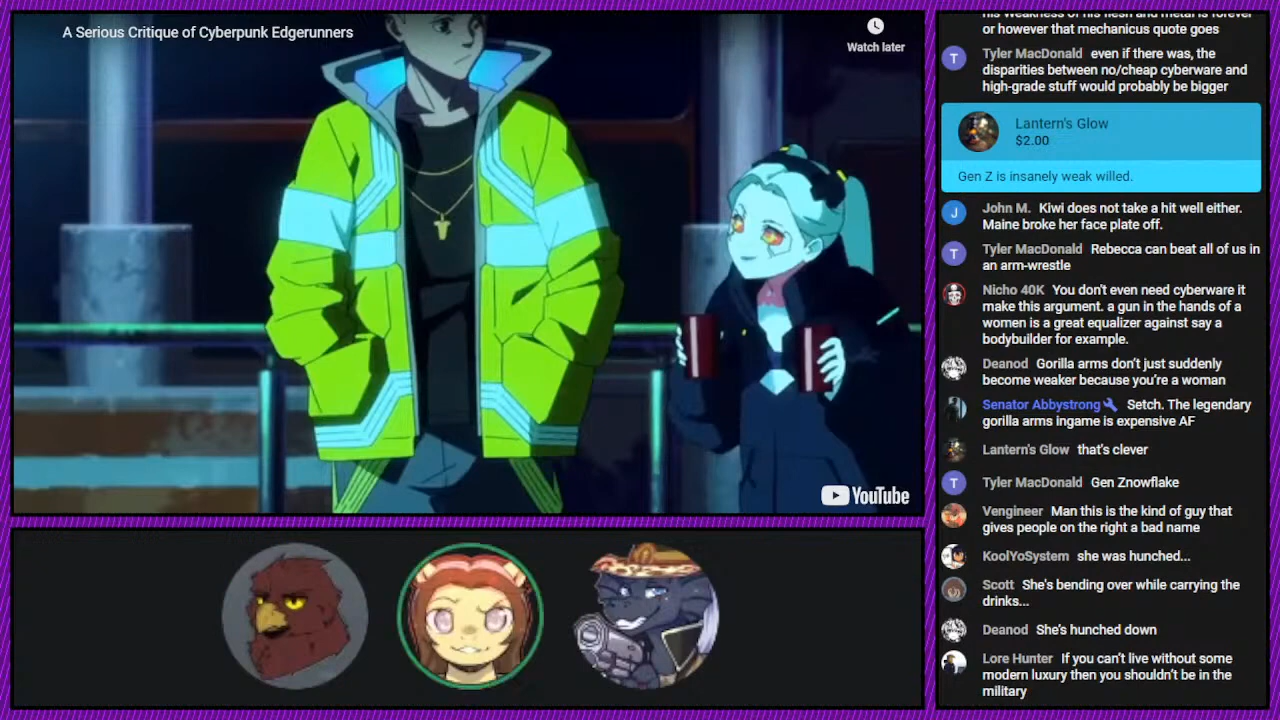 A Serious Critique of Cyberpunk Edgerunners
Watch later
YouTube
or however that mechanicus quote goes
T
Tyler MacDonald even if there was, the
disparities between no/cheap cyberware and
high-grade stuff would probably be bigger
Lantern's Glow
$2.00
Gen Z is insanely weak willed.
J
John M. Kiwi does not take a hit well either.
Maine broke her face plate off.
T
Tyler MacDonald Rebecca can beat all of us in
an arm-wrestle
Nicho 40K You don't even need cyberware it
make this argument. a gun in the hands of a
women is a great equalizer against say a
bodybuilder for example.
Deanod Gorilla arms don't just suddenly
become weaker because you're a woman
Senator Abbystrong Setch. The legendary
gorilla arms ingame is expensive AF
Lantern's Glow that's clever
T
Tyler MacDonald Gen Znowflake
Vengineer Man this is the kind of guy that
gives people on the right a bad name
KoolYoSystem she was hunched...
Scott She's bending over while carrying the
drinks...
Deanod She's hunched down
Lore Hunter If you can't live without some
modern luxury then you shouldn't be in the
military